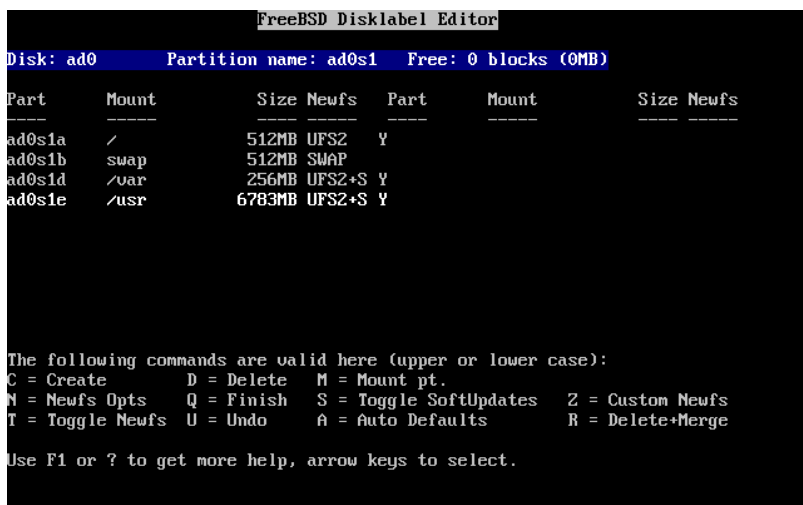 FreeBSD Disklabel Editor
Disk: ad0 Partition name: ad0s1 Free: 0 blocks (0MB)
Part Mount Size Newfs Part Mount Size Newfs
---- ----- ---- ----- ---- ----- ---- -----
ad0s1a / 512MB UFS2 Y
ad0s1b swap 512MB SWAP
ad0s1d /var 256MB UFS2+S Y
ad0s1e /usr 6783MB UFS2+S Y
The following commands are valid here (upper or lower case):
C = Create D = Delete M = Mount pt.
N = Newfs Opts Q = Finish S = Toggle SoftUpdates Z = Custom Newfs
T = Toggle Newfs U = Undo A = Auto Defaults R = Delete+Merge
Use F1 or ? to get more help, arrow keys to select.